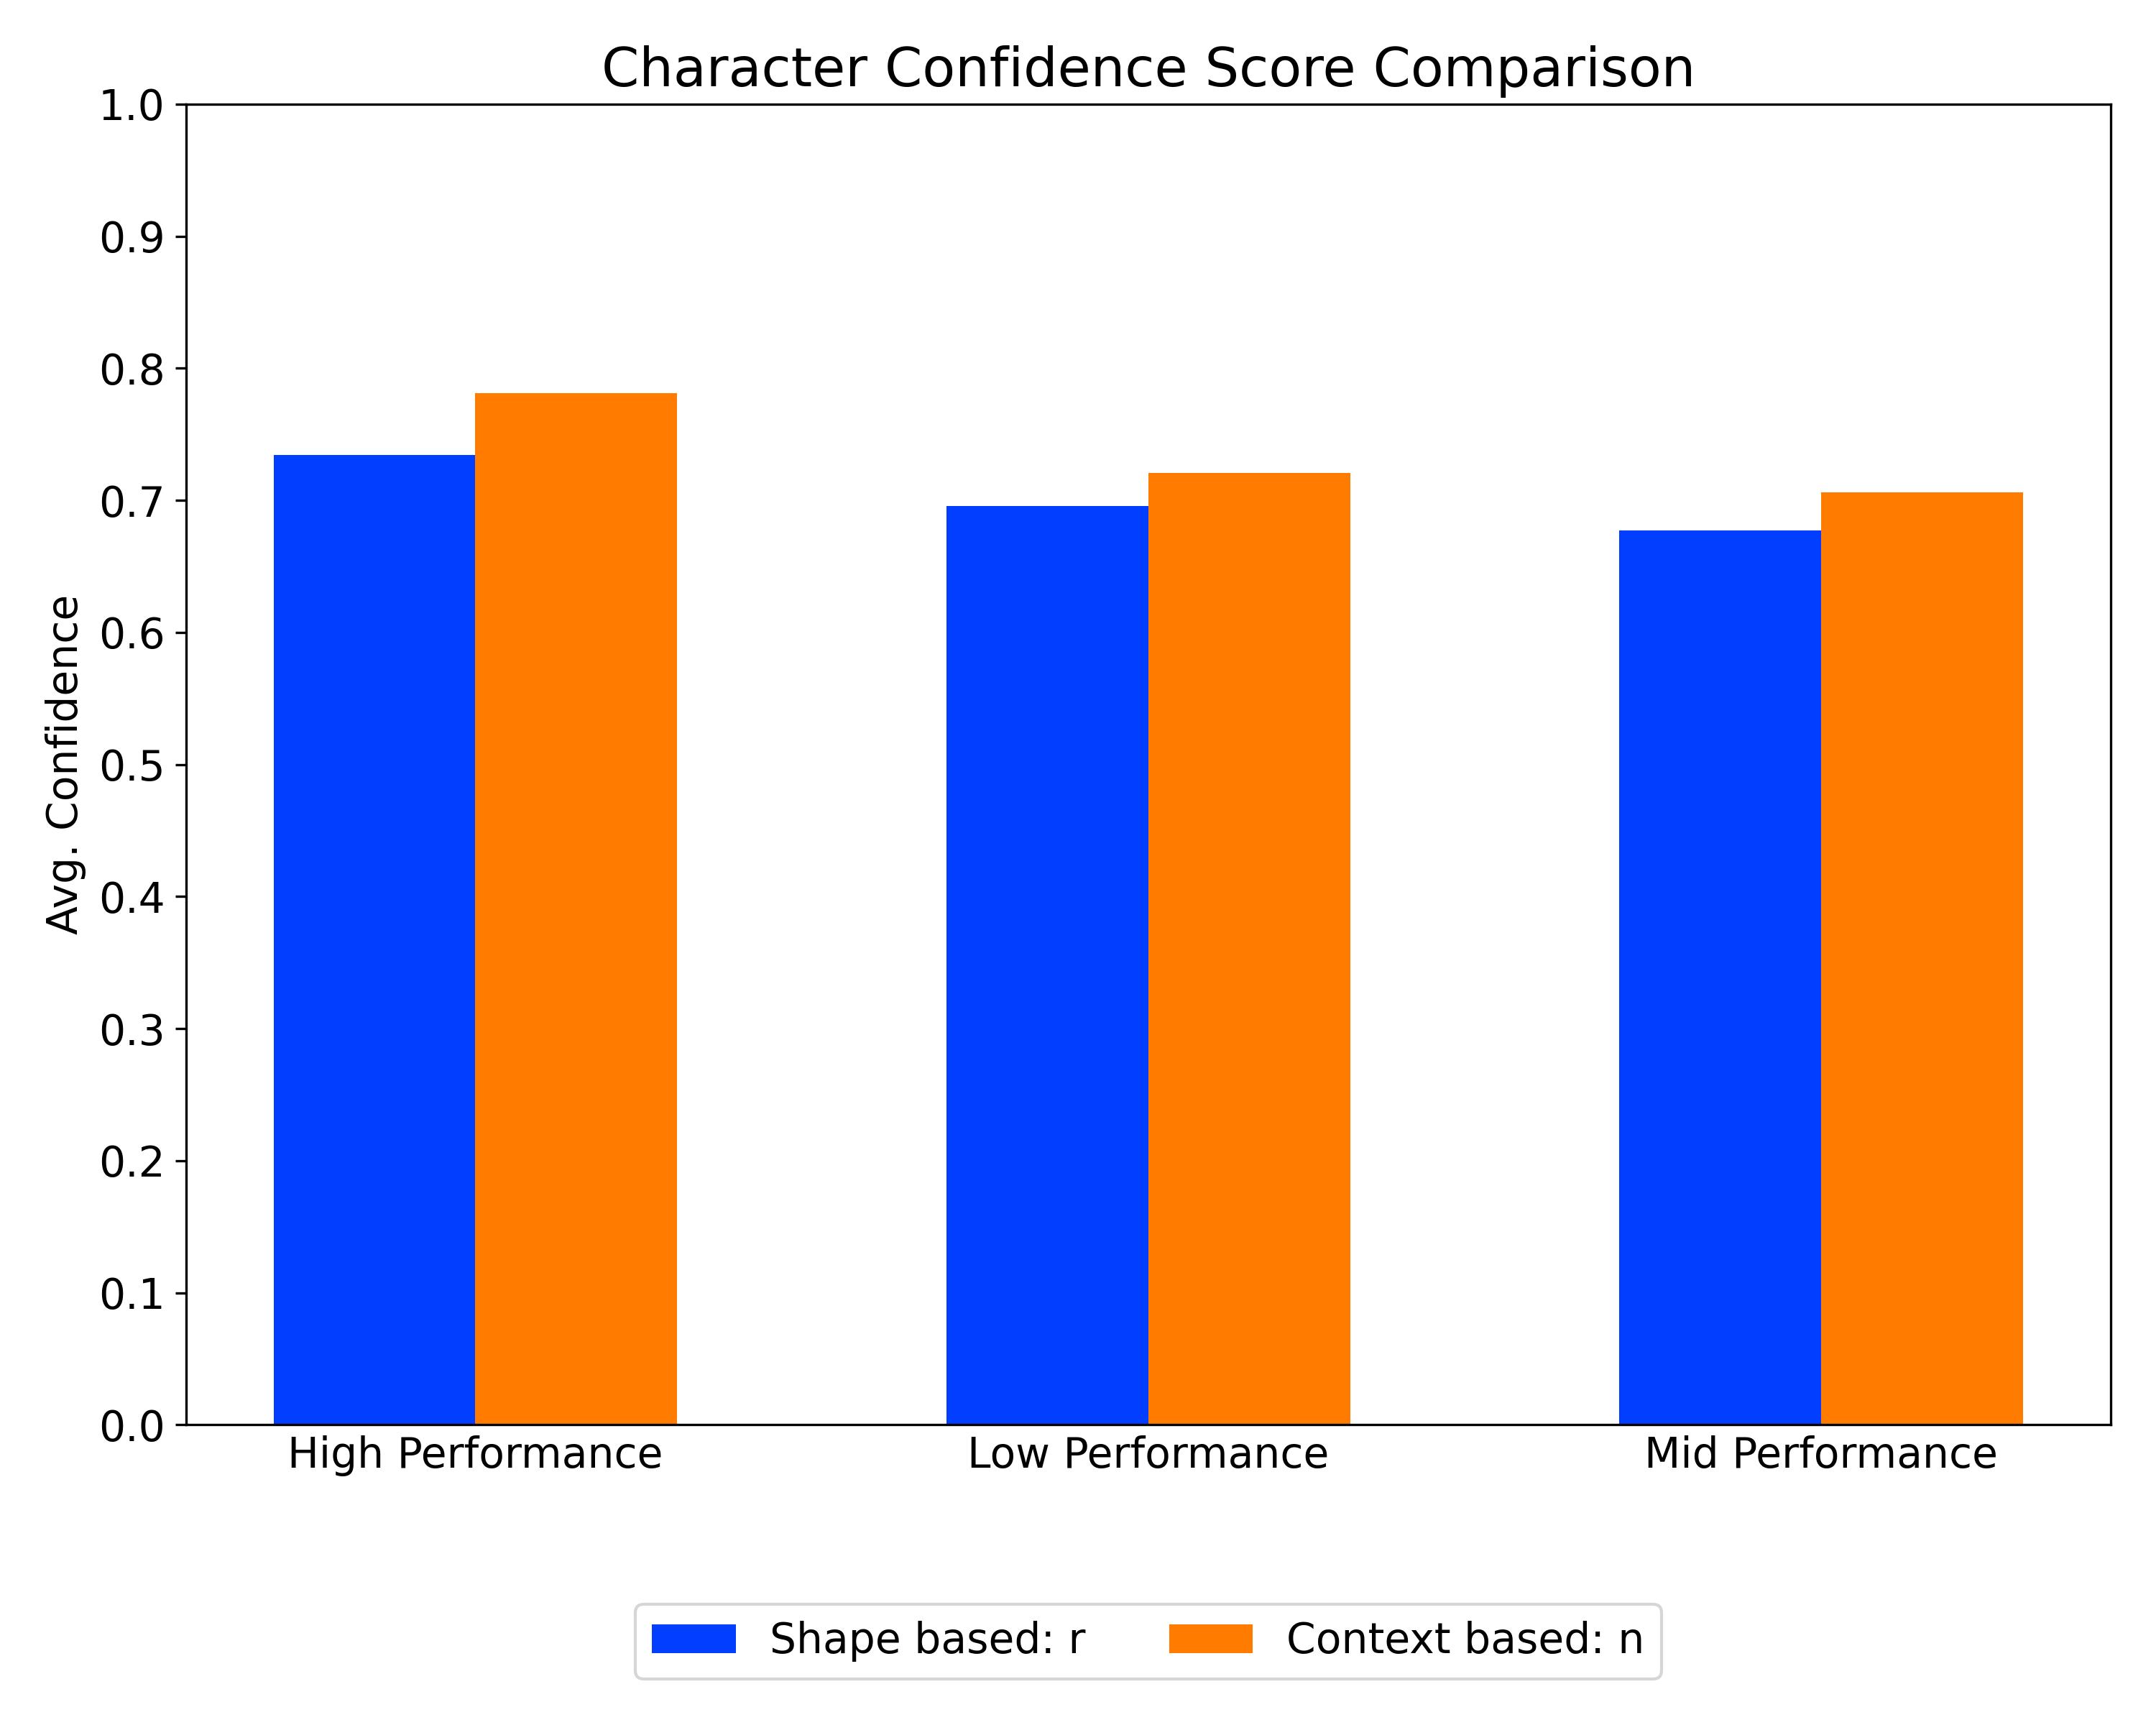 Character Confidence Score Comparison
1.0
0.9
0.8
0.7
0.6
0.5
0.4
0.3
0.2
0.1
0.0
Avg. Confidence
High Performance
Low Performance
Mid Performance
Shape based: r
Context based: n